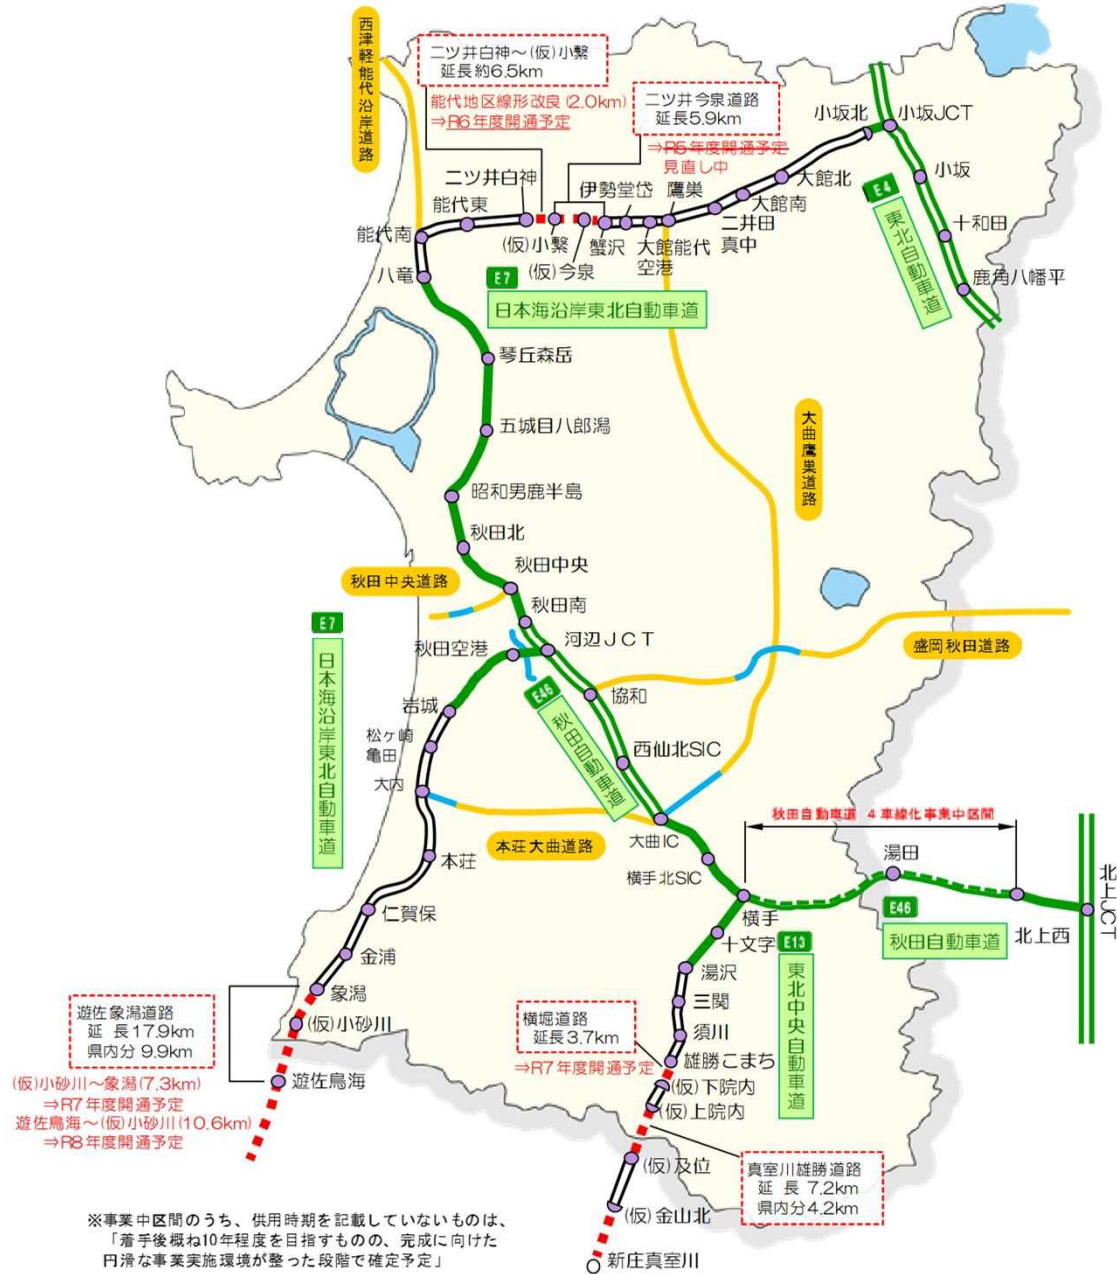 西津軽能代沿岸道路
二ツ井白神～(仮)小繋
延長約6.5km
能代地区線形改良(2.0km)
⇒R6年度開通予定
二ツ井今泉道路
延長5.9km
⇒R5年度開通予定
見直し中
小坂北
小坂JCT
小坂
十和田
鹿角八幡平
E4
東北自動車道
大館北
大館南
二井田
真中
鷹巣
大館能代
空港
伊勢堂岱
蟹沢
(仮)今泉
(仮)小繋
二ツ井白神
能代東
能代南
八竜
E7
日本海沿岸東北自動車道
琴丘森岳
五城目八郎潟
昭和男鹿半島
秋田北
秋田中央
秋田中央道路
秋田南
河辺JCT
秋田空港
大曲鷹巣道路
盛岡秋田道路
E7
日本海沿岸東北自動車道
岩城
松ヶ崎
亀田
大内
本荘
仁賀保
金浦
象潟
(仮)小砂川
遊佐鳥海
E46
秋田自動車道
協和
西仙北SIC
大曲IC
本荘大曲道路
横手北SIC
横手
秋田自動車道 4車線化事業中区間
湯田
E46
秋田自動車道
北上西
北上JCT
十文字
E13
東北中央自動車道
湯沢
三関
須川
雄勝こまち
(仮)下院内
(仮)上院内
(仮)及位
(仮)金山北
新庄真室川
横堀道路
延長3.7km
⇒R7年度開通予定
真室川雄勝道路
延長 7.2km
県内分4.2km
遊佐象潟道路
延長17.9km
県内分 9.9km
(仮)小砂川～象潟(7.3km)
⇒R7年度開通予定
遊佐鳥海～(仮)小砂川(10.6km)
⇒R8年度開通予定
※事業中区間のうち、供用時期を記載していないものは、
「着手後概ね10年程度を目指すものの、完成に向けた
円滑な事業実施環境が整った段階で確定予定」